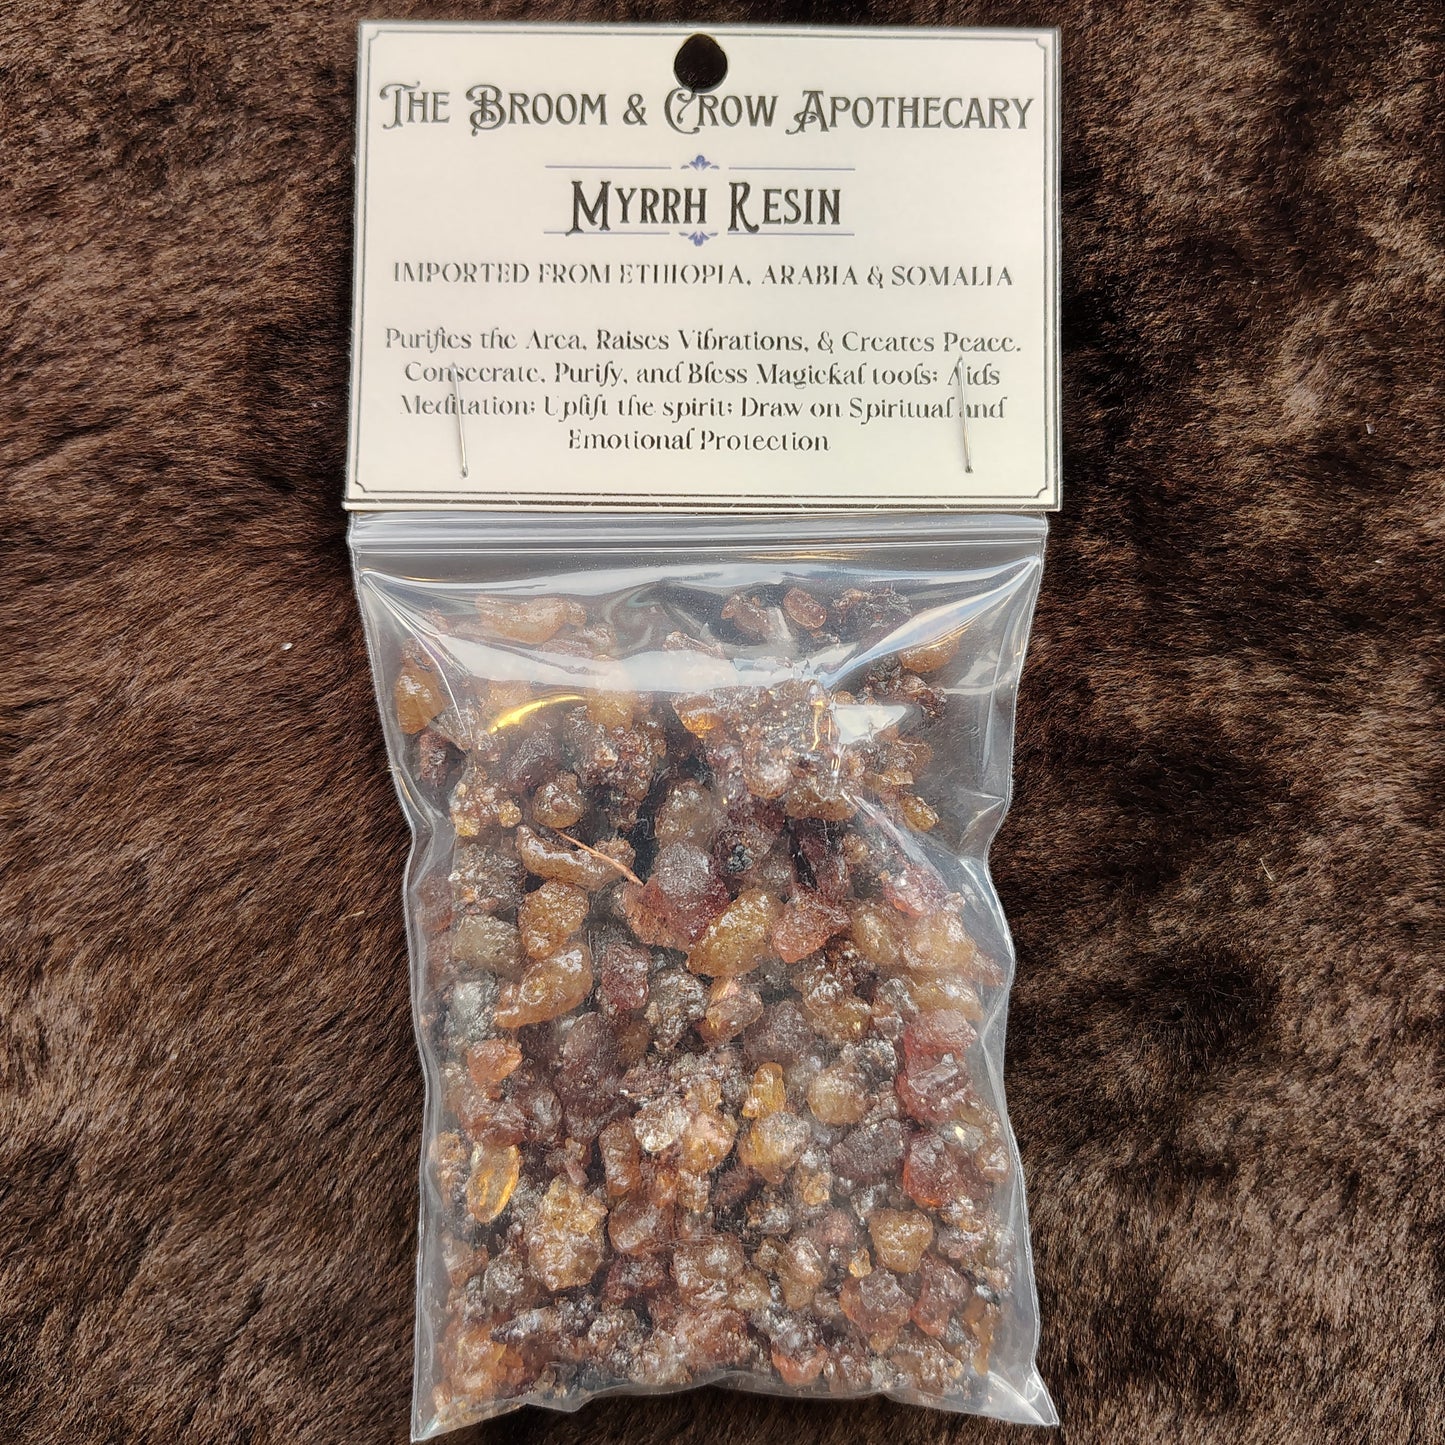 The Broom & Crow Apothecary
Myrrh Resin
IMPORTED FROM ETHIOPIA, ARABIA & SOMALIA
Purifies the Area, Raises Vibrations, & Creates Peace.
Consecrate, Purify, and Bless Magickal tools; Aids
Meditation; Uplift the spirit; Draw on Spiritual and
Emotional Protection